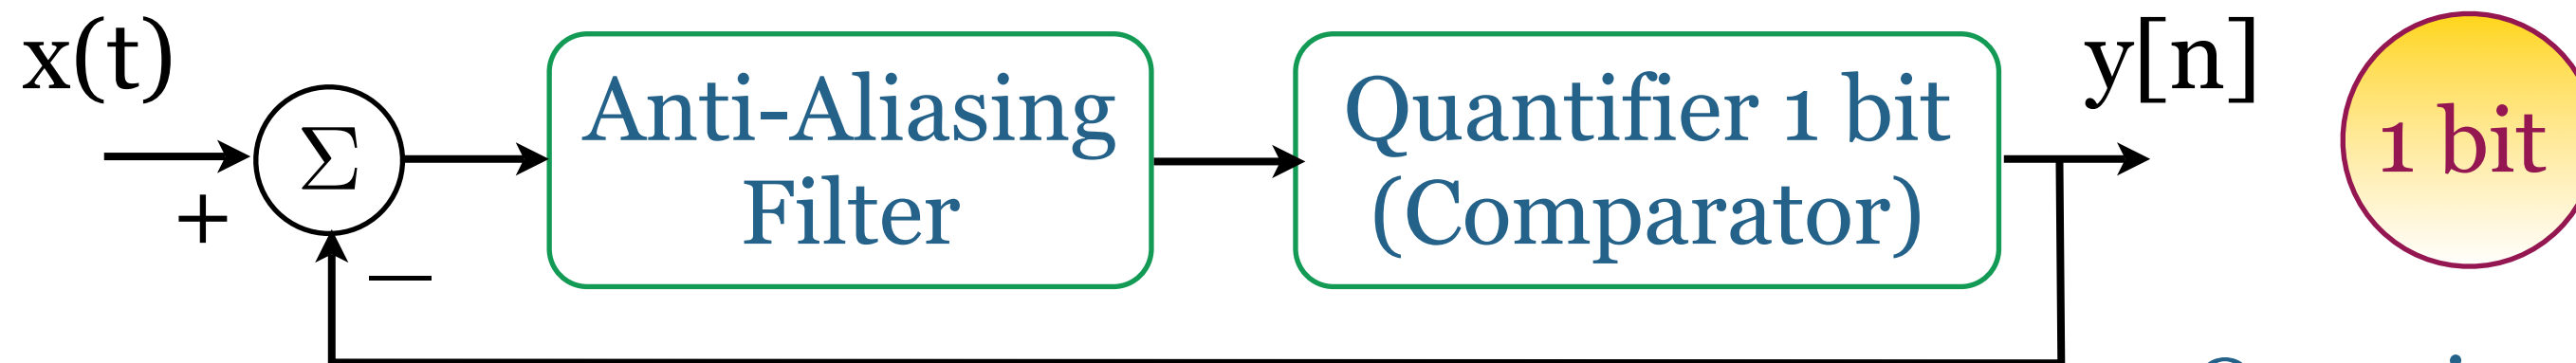 x(t)
+
Σ
−
Anti-Aliasing
Filter
Quantifier 1 bit
(Comparator)
y[n]
1 bit